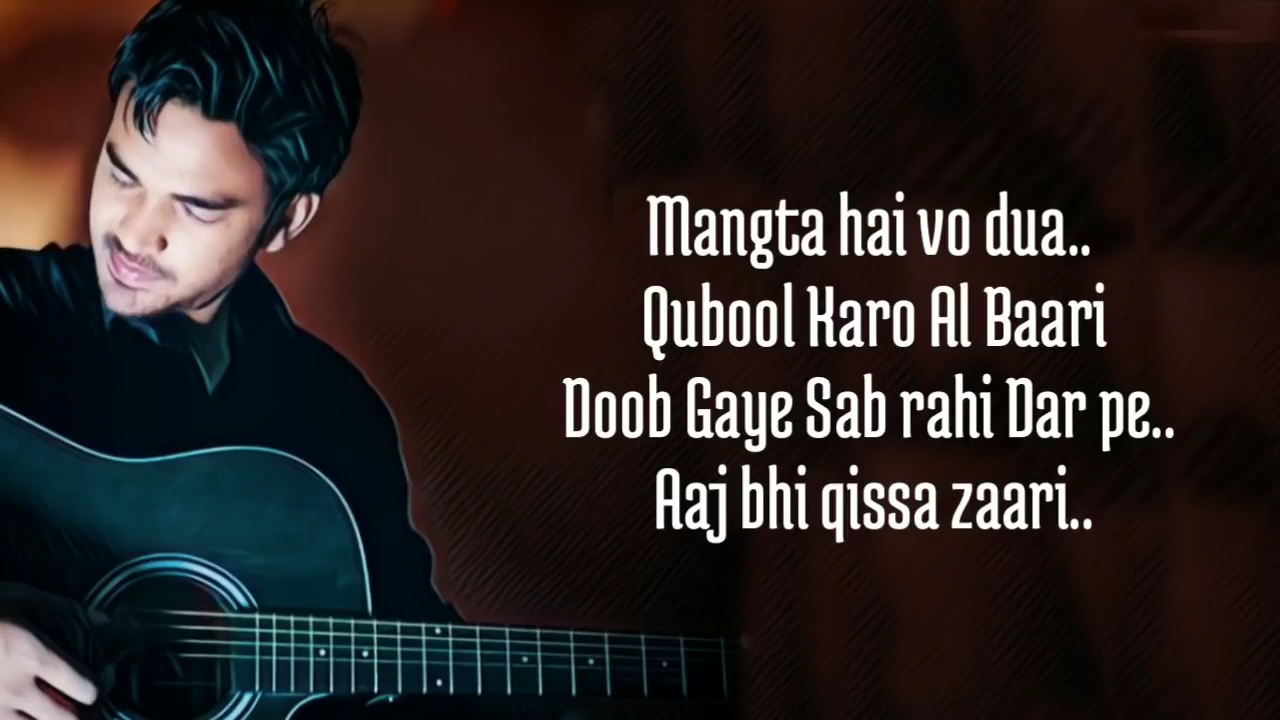 Mangta hai vo dua..
Qubool Karo Al Baari
Doob Gaye Sab rahi Dar pe..
Aaj bhi qissa zaari..